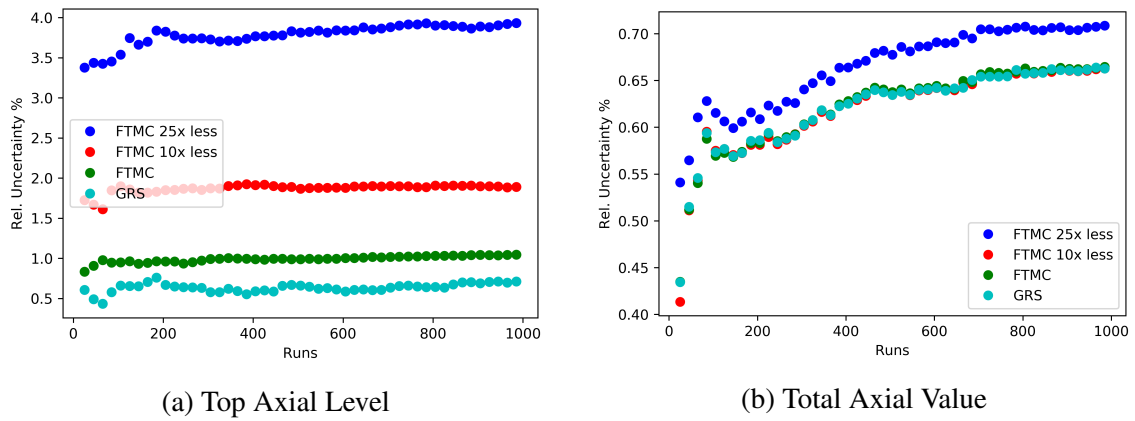 4.0
3.5
3.0
2.5
2.0
1.5
1.0
0.5
Rel. Uncertainty %
FTMC 25x less
FTMC 10x less
FTMC
GRS
0 200 400 600 800 1000
Runs
(a) Top Axial Level
0.70
0.65
0.60
0.55
0.50
0.45
0.40
Rel. Uncertainty %
FTMC 25x less
FTMC 10x less
FTMC
GRS
0 200 400 600 800 1000
Runs
(b) Total Axial Value